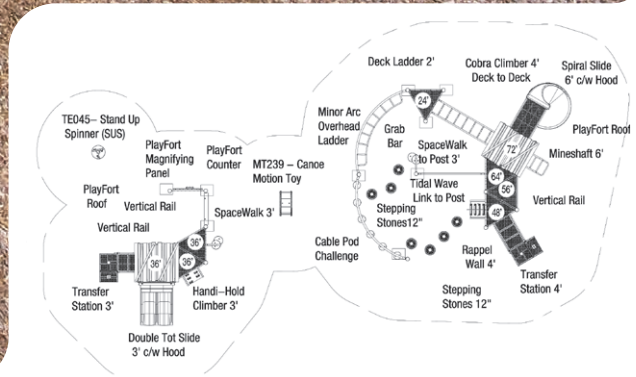 TE045– Stand Up
Spinner (SUS)
PlayFort
Magnifying
Panel
PlayFort
Counter
MT239 – Canoe
Motion Toy
PlayFort
Roof
Vertical Rail
Vertical Rail
SpaceWalk 3'
36'
36'
36'
Transfer
Station 3'
Handi-Hold
Climber 3'
Double Tot Slide
3' c/w Hood
Deck Ladder 2'
Cobra Climber 4'
Deck to Deck
Spiral Slide
6' c/w Hood
24'
Minor Arc
Overhead
Ladder
Grab
Bar
SpaceWalk
to Post 3'
PlayFort Roof
72'
Mineshaft 6'
64'
56'
Tidal Wave
Link to Post
Vertical Rail
Stepping
Stones12"
48'
Cable Pod
Challenge
Rappel
Wall 4'
Transfer
Station 4'
Stepping
Stones 12"